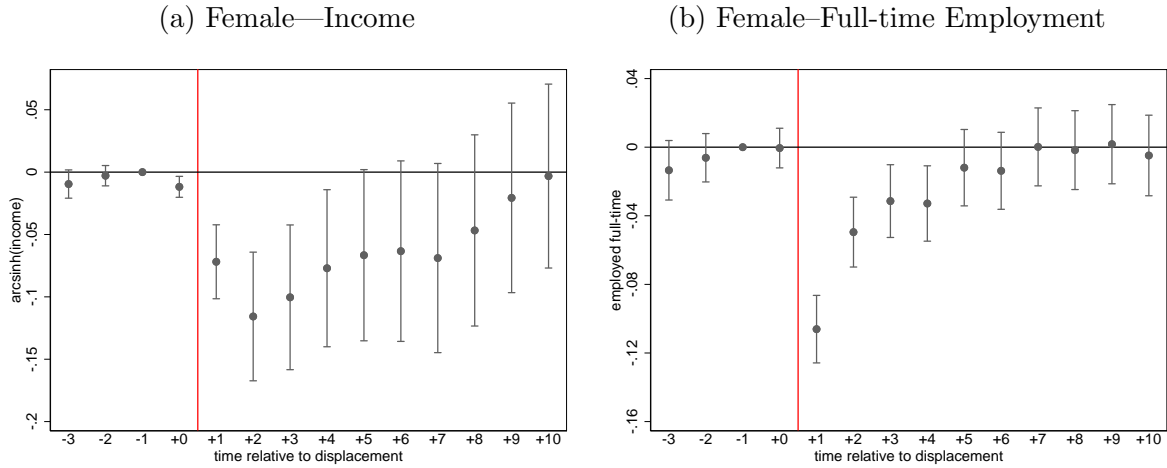 (a) Female—Income
(b) Female–Full-time Employment
arcsinh(income)
.05
0
-.05
-.1
-.15
-.2
-3 -2 -1 +0 +1 +2 +3 +4 +5 +6 +7 +8 +9 +10
time relative to displacement
employed full-time
.04
0
-.04
-.08
-.12
-.16
-3 -2 -1 +0 +1 +2 +3 +4 +5 +6 +7 +8 +9 +10
time relative to displacement